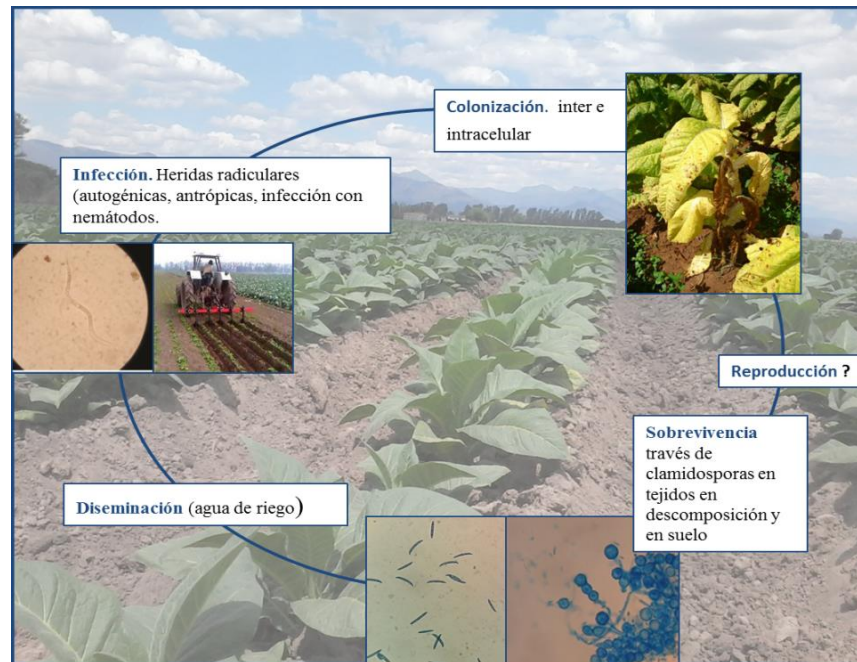 Colonización. inter e
intracelular
Infección. Heridas radiculares
(autogénicas, antrópicas, infección con
nemátodos.
Reproducción ?
Sobrevivencia
través de
clamidosporas en
tejidos en
descomposición y
en suelo
Diseminación (agua de riego)